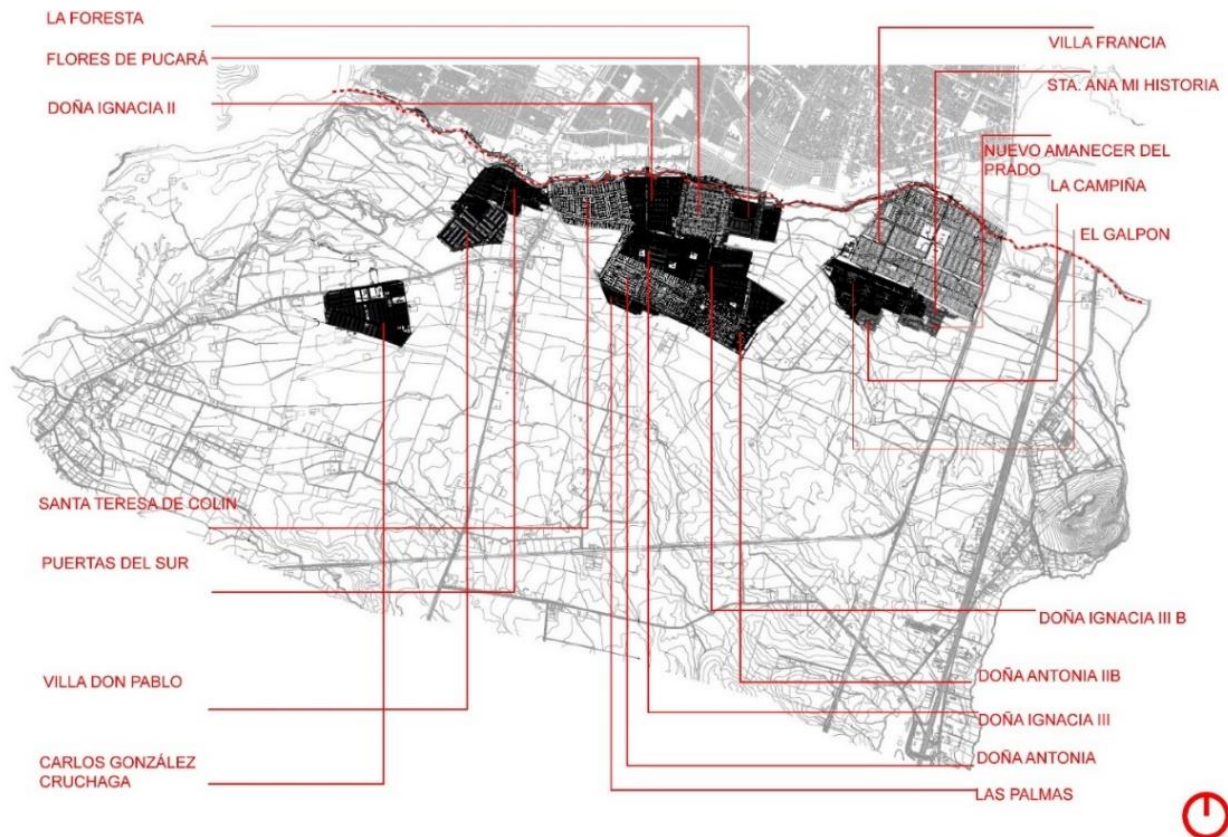 LA FORESTA
FLORES DE PUCARÁ
DOÑA IGNACIA II
VILLA FRANCIA
STA. ANA MI HISTORIA
NUEVO AMANECER DEL
PRADO
LA CAMPIÑA
EL GALPON
SANTA TERESA DE COLIN
PUERTAS DEL SUR
VILLA DON PABLO
CARLOS GONZÁLEZ
CRUCHAGA
DOÑA IGNACIA III B
DOÑA ANTONIA IIB
DOÑA IGNACIA III
DOÑA ANTONIA
LAS PALMAS